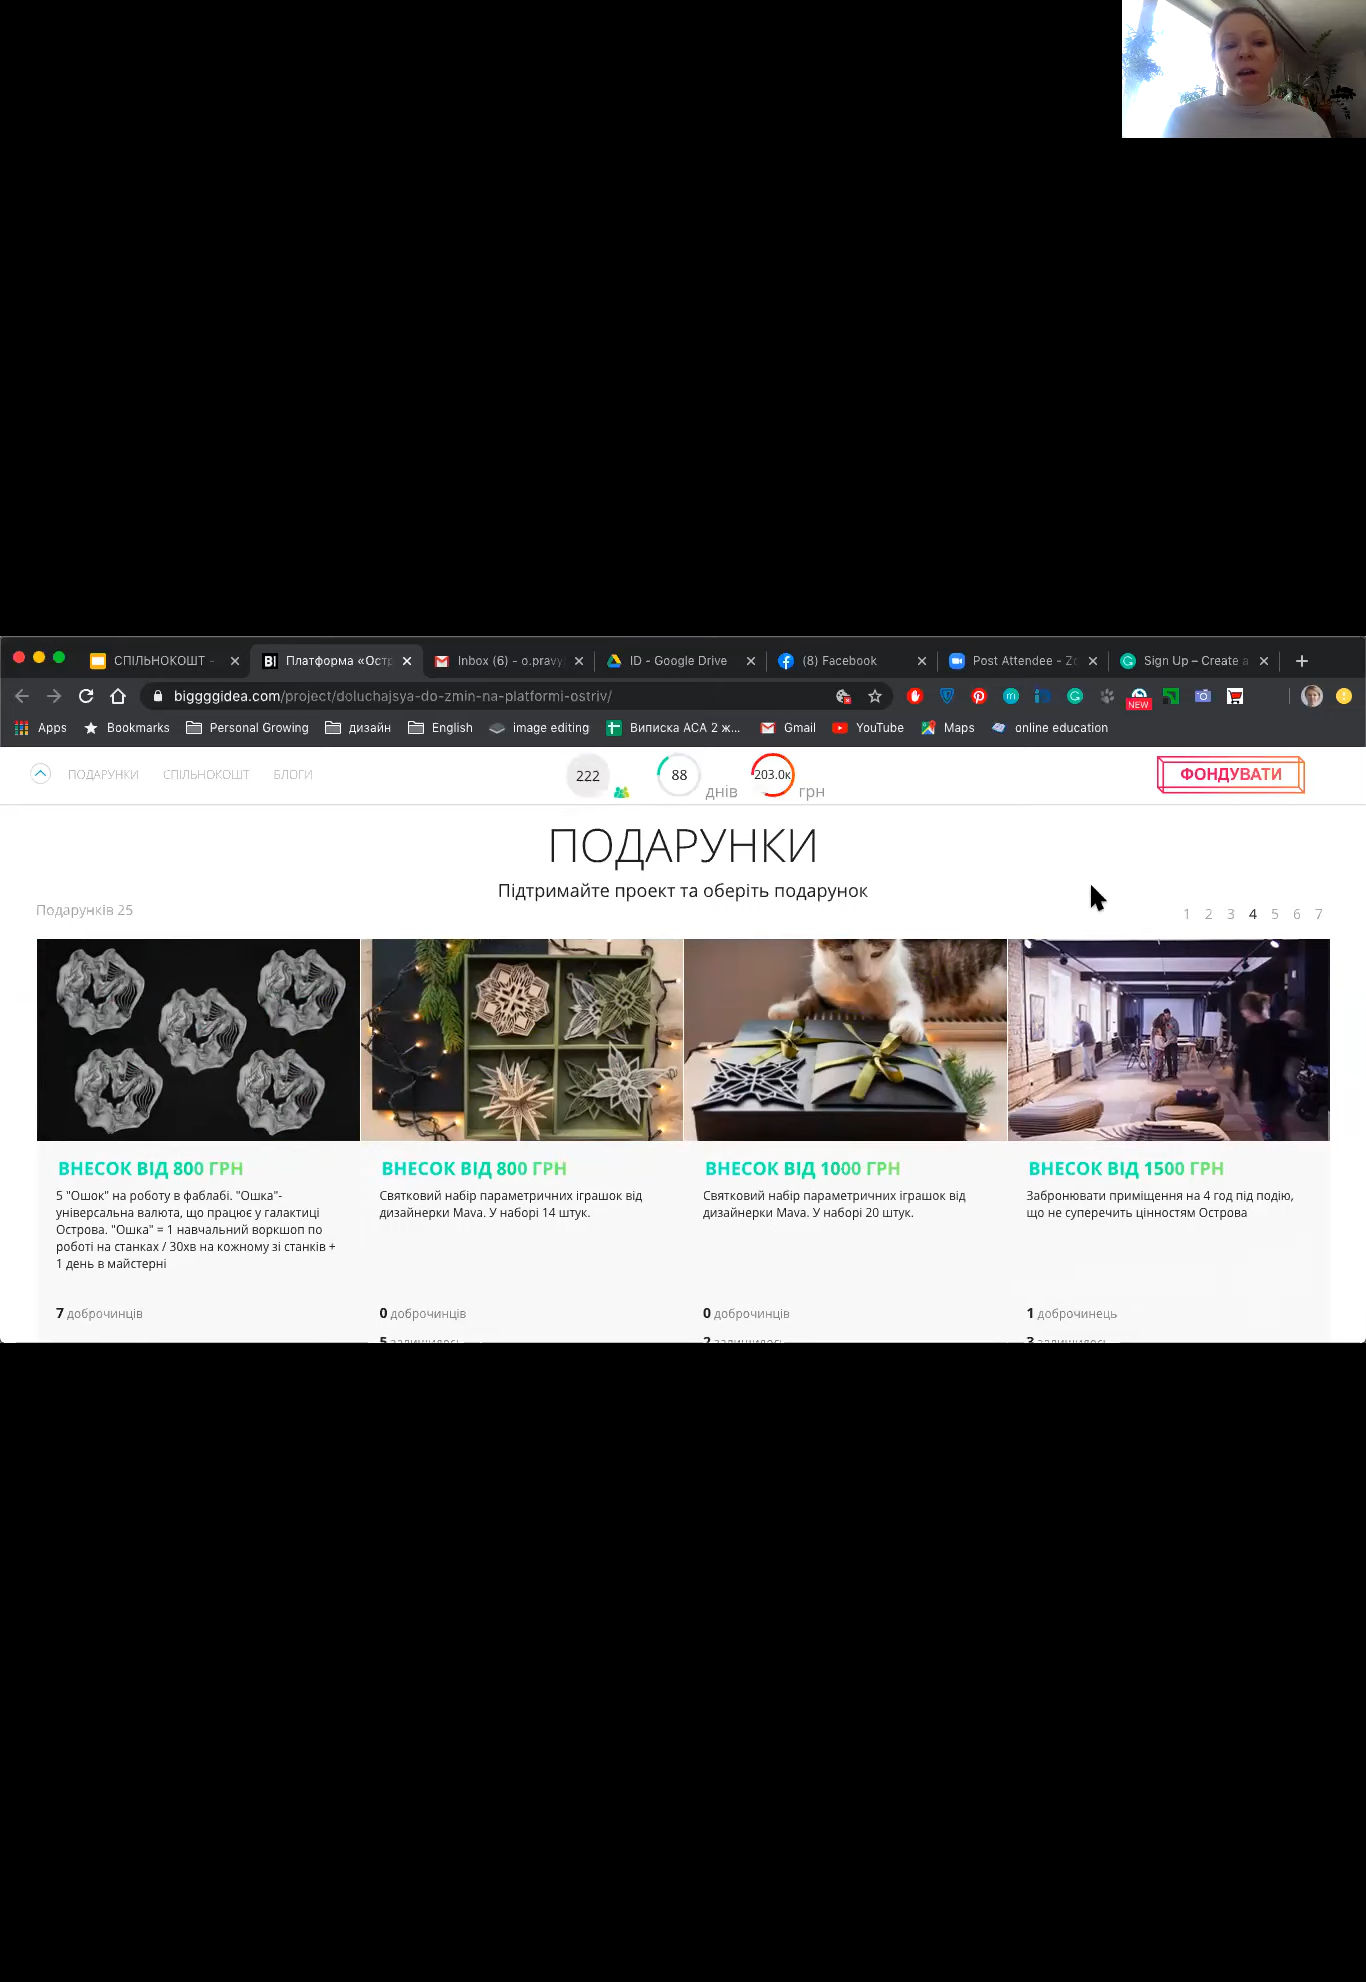 СПІЛЬНОКОШТ -
Платформа «Остр
Inbox (6) - o.pravy
ID - Google Drive
(8) Facebook
Post Attendee - Zo
Sign Up – Create a
biggggidea.com/project/doluchajsya-do-zmin-na-platformi-ostriv/
NEW
Apps
Bookmarks
Personal Growing
дизайн
English
image editing
Виписка АСА 2 ж...
Gmail
YouTube
Maps
online education
ПОДАРУНКИ СПІЛЬНОКОШТ БЛОГИ
222
88 днів
203.0к грн
ФОНДУВАТИ
ПОДАРУНКИ
Підтримайте проект та оберіть подарунок
Подарунків 25
1 2 3 4 5 6 7
ВНЕСОК ВІД 800 ГРН
5 "Ошок" на роботу в фаблабі. "Ошка"-
універсальна валюта, що працює у галактиці
Острова. "Ошка" = 1 навчальний воркшоп по
роботі на станках / 30хв на кожному зі станків +
1 день в майстерні
7 доброчинців
ВНЕСОК ВІД 800 ГРН
Святковий набір параметричних іграшок від
дизайнерки Mava. У наборі 14 штук.
0 доброчинців
5 залишилось
ВНЕСОК ВІД 1000 ГРН
Святковий набір параметричних іграшок від
дизайнерки Mava. У наборі 20 штук.
0 доброчинців
2 залишилось
ВНЕСОК ВІД 1500 ГРН
Забронювати приміщення на 4 год під подію,
що не суперечить цінностям Острова
1 доброчинець
3 залишилось